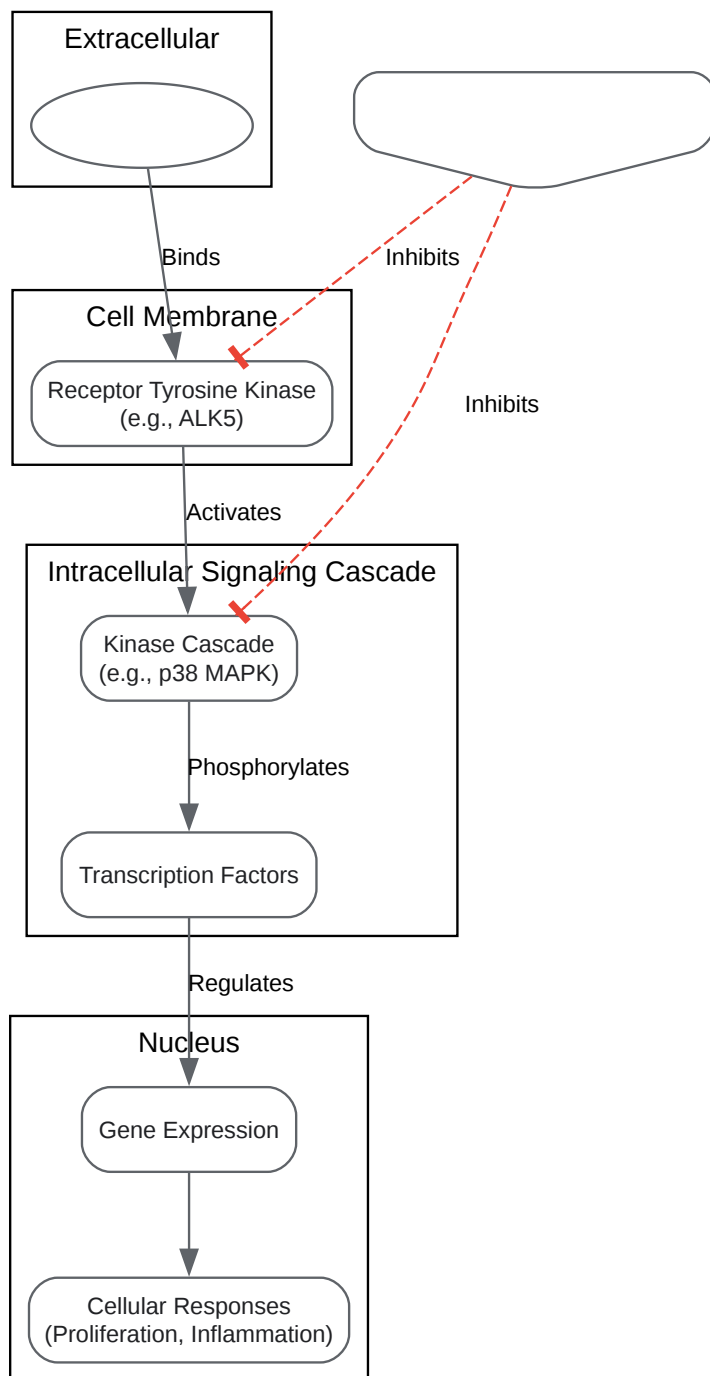 Extracellular
Binds
Inhibits
Cell Membrane
Receptor Tyrosine Kinase
(e.g., ALK5)
Inhibits
Activates
Intracellular Signaling Cascade
Kinase Cascade
(e.g., p38 MAPK)
Phosphorylates
Transcription Factors
Regulates
Nucleus
Gene Expression
Cellular Responses
(Proliferation, Inflammation)